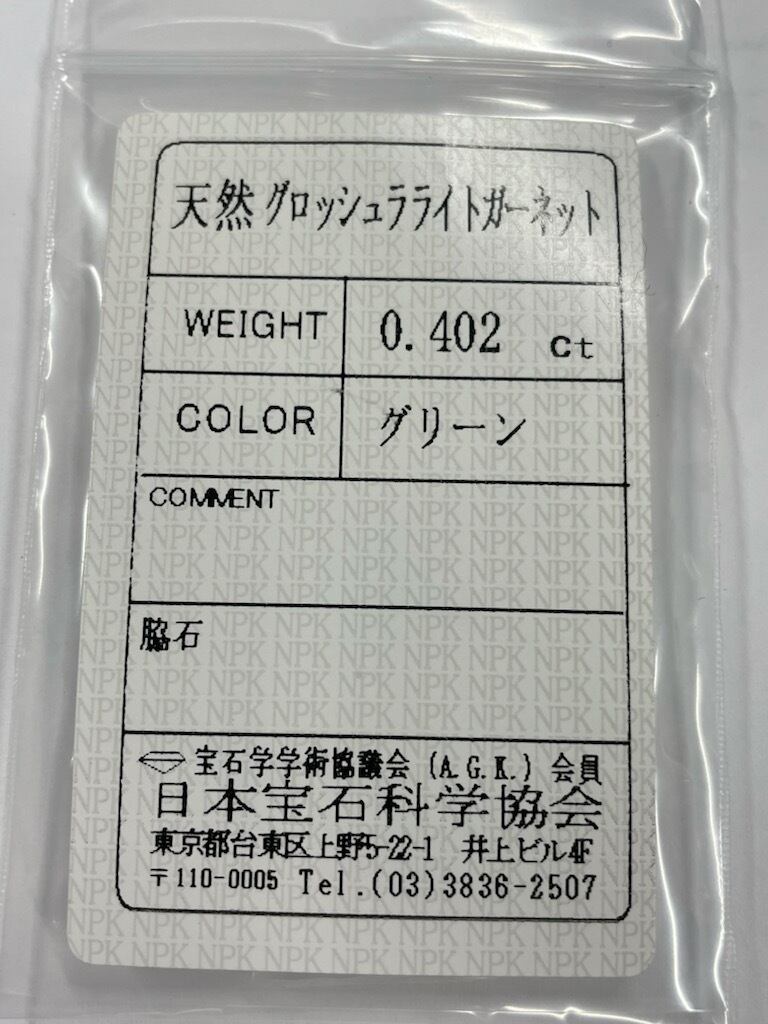 天然グロッシュラライトガーネット
WEIGHT 0.402 ct
COLOR グリーン
COMMENT
脇石
宝石学学術協議会 (A.G.K.) 会員
日本宝石科学協会
東京都台東区上野5-22-1 井上ビル4F
〒110-0005 Tel.(03)3836-2507